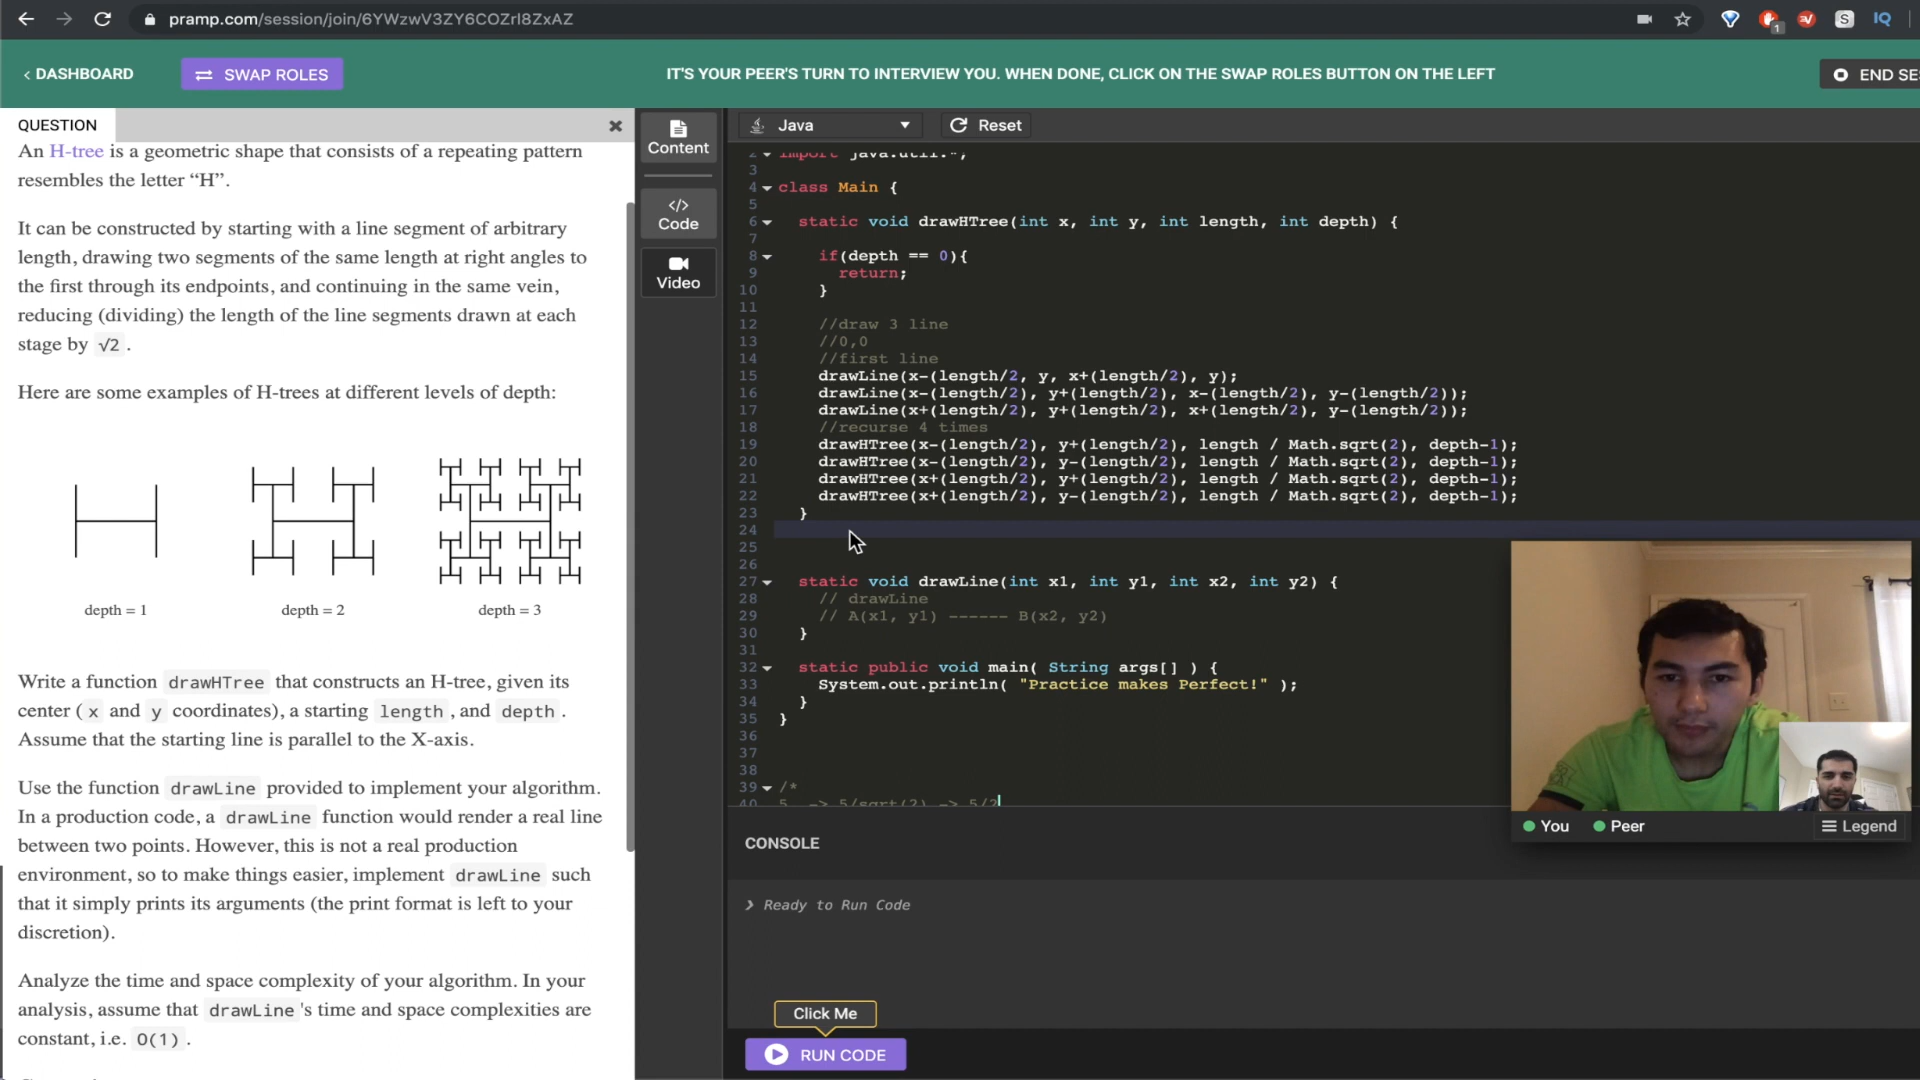 pramp.com/session/join/6YWzwV3ZY6COZrI8ZxAZ
1
S
IQ
‹ DASHBOARD
SWAP ROLES
IT'S YOUR PEER'S TURN TO INTERVIEW YOU. WHEN DONE, CLICK ON THE SWAP ROLES BUTTON ON THE LEFT
END SE
QUESTION
An H-tree is a geometric shape that consists of a repeating pattern
resembles the letter “H”.
It can be constructed by starting with a line segment of arbitrary
length, drawing two segments of the same length at right angles to
the first through its endpoints, and continuing in the same vein,
reducing (dividing) the length of the line segments drawn at each
stage by √2 .
Here are some examples of H-trees at different levels of depth:
depth = 1
depth = 2
depth = 3
Write a function drawHTree that constructs an H-tree, given its
center ( x and y coordinates), a starting length , and depth .
Assume that the starting line is parallel to the X-axis.
Use the function drawLine provided to implement your algorithm.
In a production code, a drawLine function would render a real line
between two points. However, this is not a real production
environment, so to make things easier, implement drawLine such
that it simply prints its arguments (the print format is left to your
discretion).
Analyze the time and space complexity of your algorithm. In your
analysis, assume that drawLine 's time and space complexities are
constant, i.e. O(1) .
Content
Code
Video
Java
Reset
2 import java.util.*;
3
4 class Main {
5
6 static void drawHTree(int x, int y, int length, int depth) {
7
8 if(depth == 0){
9 return;
10 }
11
12 //draw 3 line
13 //0,0
14 //first line
15 drawLine(x-(length/2, y, x+(length/2), y);
16 drawLine(x-(length/2), y+(length/2), x-(length/2), y-(length/2));
17 drawLine(x+(length/2), y+(length/2), x+(length/2), y-(length/2));
18 //recurse 4 times
19 drawHTree(x-(length/2), y+(length/2), length / Math.sqrt(2), depth-1);
20 drawHTree(x-(length/2), y-(length/2), length / Math.sqrt(2), depth-1);
21 drawHTree(x+(length/2), y+(length/2), length / Math.sqrt(2), depth-1);
22 drawHTree(x+(length/2), y-(length/2), length / Math.sqrt(2), depth-1);
23 }
24
25
26
27 static void drawLine(int x1, int y1, int x2, int y2) {
28 // drawLine
29 // A(x1, y1) ------ B(x2, y2)
30 }
31
32 static public void main( String args[] ) {
33 System.out.println( "Practice makes Perfect!" );
34 }
35 }
36
37
38
39 /*
40 5 -> 5/sqrt(2) -> 5/2
You
Peer
Legend
CONSOLE
› Ready to Run Code
Click Me
RUN CODE